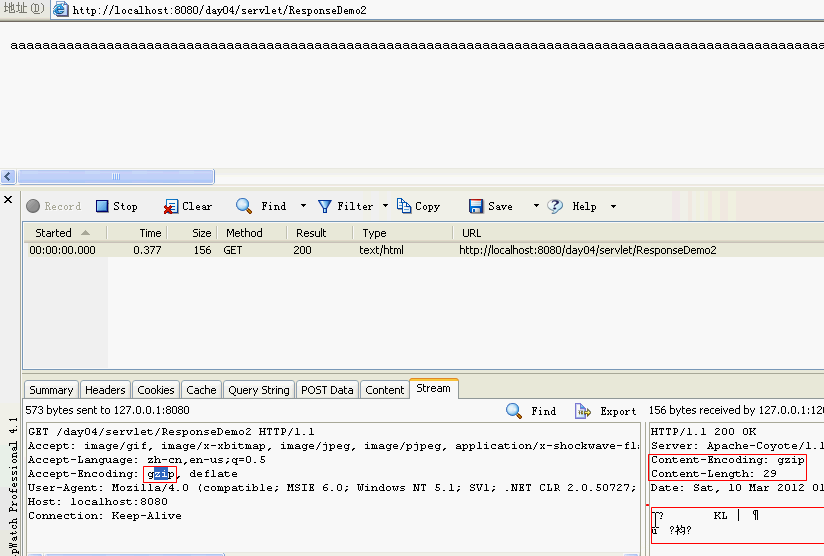 地址(D) http://localhost:8080/day04/servlet/ResponseDemo2
Record Stop Clear Find Filter Copy Save Help
Started Time Size Method Result Type URL
00:00:00.000 0.377 156 GET 200 text/html http://localhost:8080/day04/servlet/ResponseDemo2
Summary Headers Cookies Cache Query String POST Data Content Stream
573 bytes sent to 127.0.0.1:8080 Find Export 156 bytes received by 127.0.0.1:120
GET /day04/servlet/ResponseDemo2 HTTP/1.1
Accept: image/gif, image/x-xbitmap, image/jpeg, image/pjpeg, application/x-shockwave-fla
Accept-Language: zh-cn,en-us;q=0.5
Accept-Encoding: gzip, deflate
User-Agent: Mozilla/4.0 (compatible; MSIE 6.0; Windows NT 5.1; SV1; .NET CLR 2.0.50727;
Host: localhost:8080
Connection: Keep-Alive
HTTP/1.1 200 OK
Server: Apache-Coyote/1.1
Content-Encoding: gzip
Content-Length: 29
Date: Sat, 10 Mar 2012 01
pWatch Professional 4.1